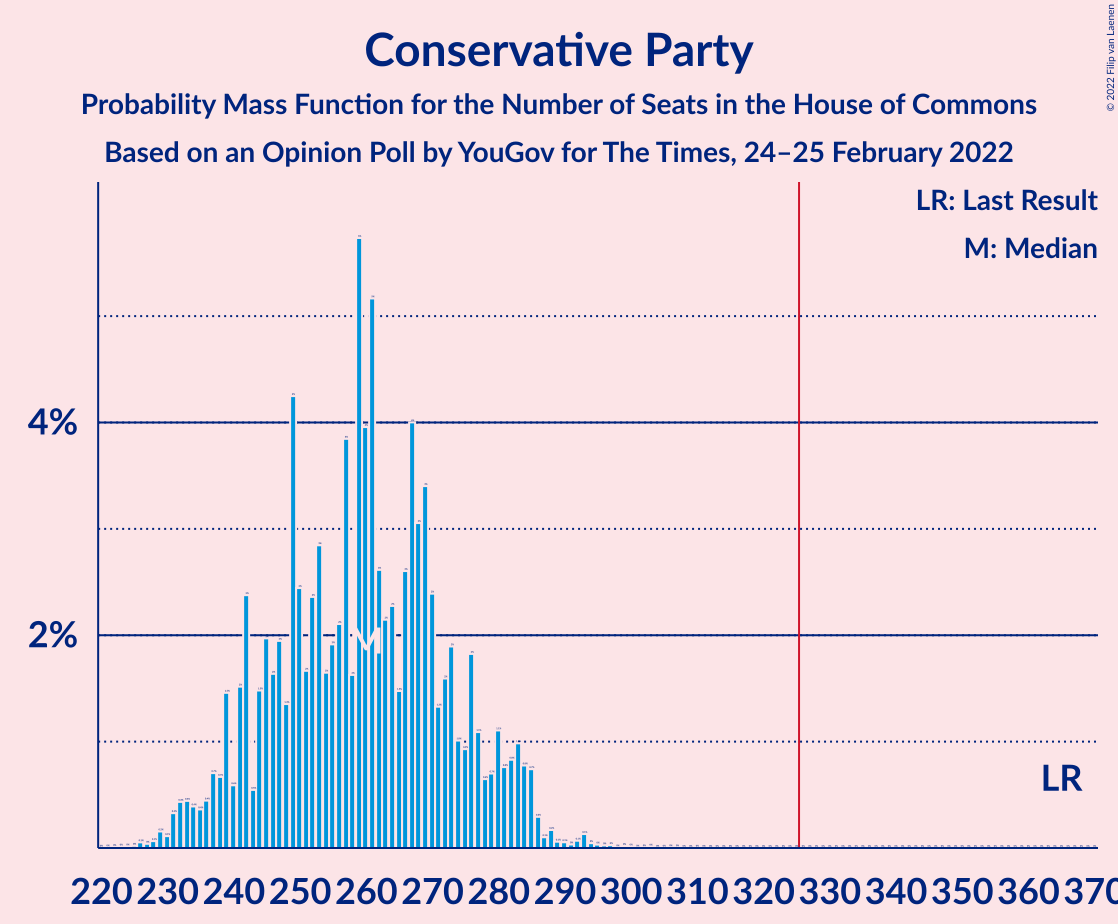 Conservative Party
Probability Mass Function for the Number of Seats in the House of Commons
Based on an Opinion Poll by YouGov for The Times, 24–25 February 2022
© 2022 Filip van Laenen
LR: Last Result
M: Median
4%
2%
M
LR
220 230 240 250 260 270 280 290 300 310 320 330 340 350 360 370